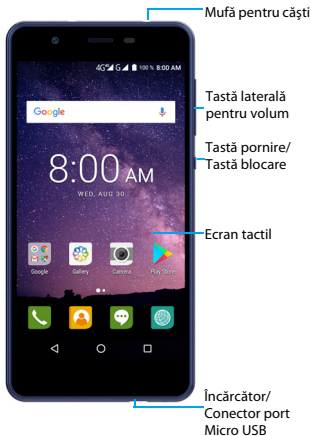 Mufă pentru căşti
4G G 100 % 8:00 AM
Google
Tastă laterală
pentru volum
8:00 AM
WED, AUG 30
Tastă pornire/
Tastă blocare
Ecran tactil
Google Gallery Camera Play Store
Încărcător/
Conector port
Micro USB